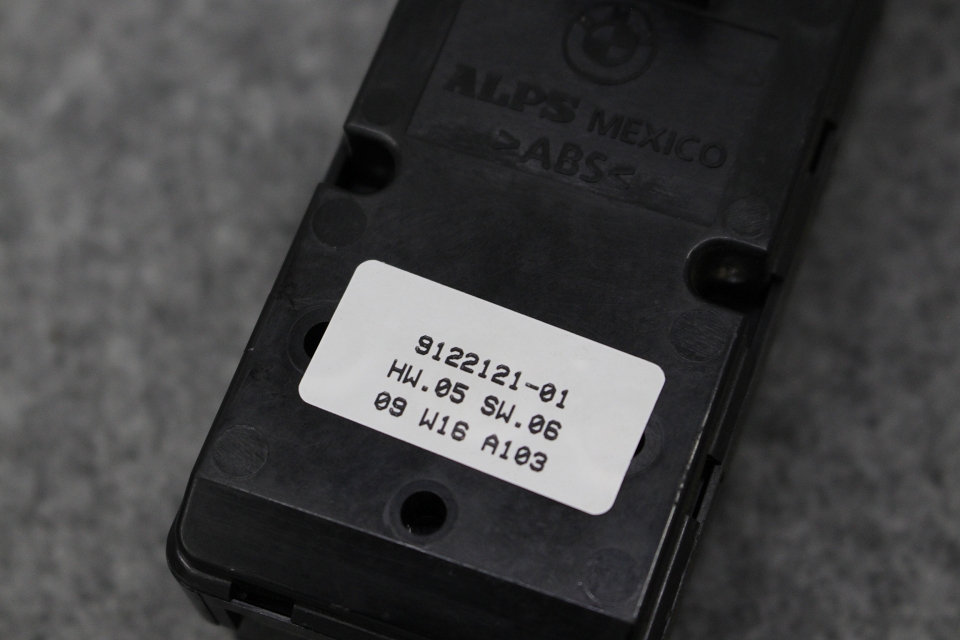 ALPS MEXICO
>ABS<
9122121-01
HW.05 SW.06
09 W16 A103